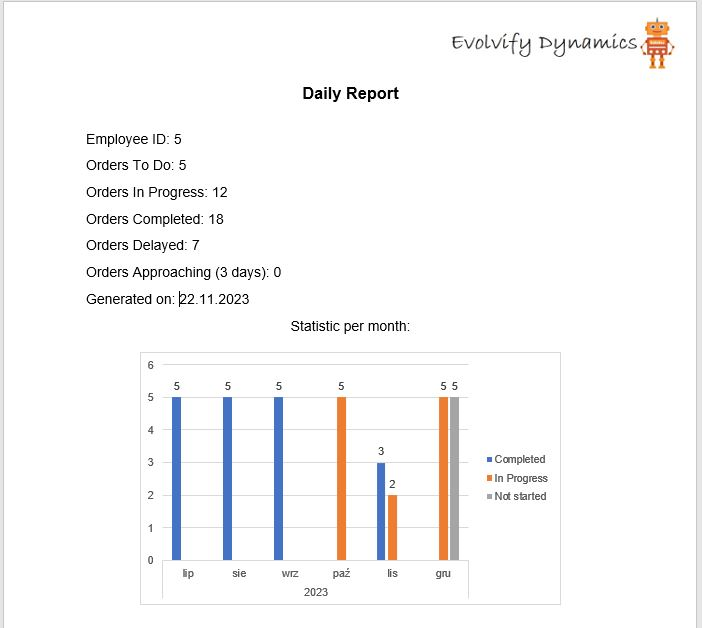 Evolvify Dynamics
Daily Report
Employee ID: 5
Orders To Do: 5
Orders In Progress: 12
Orders Completed: 18
Orders Delayed: 7
Orders Approaching (3 days): 0
Generated on: 22.11.2023
Statistic per month:
6
5
4
3
2
1
0
5 5 5 5 3 2 5 5
Completed
In Progress
Not started
lip sie wrz paź lis gru
2023